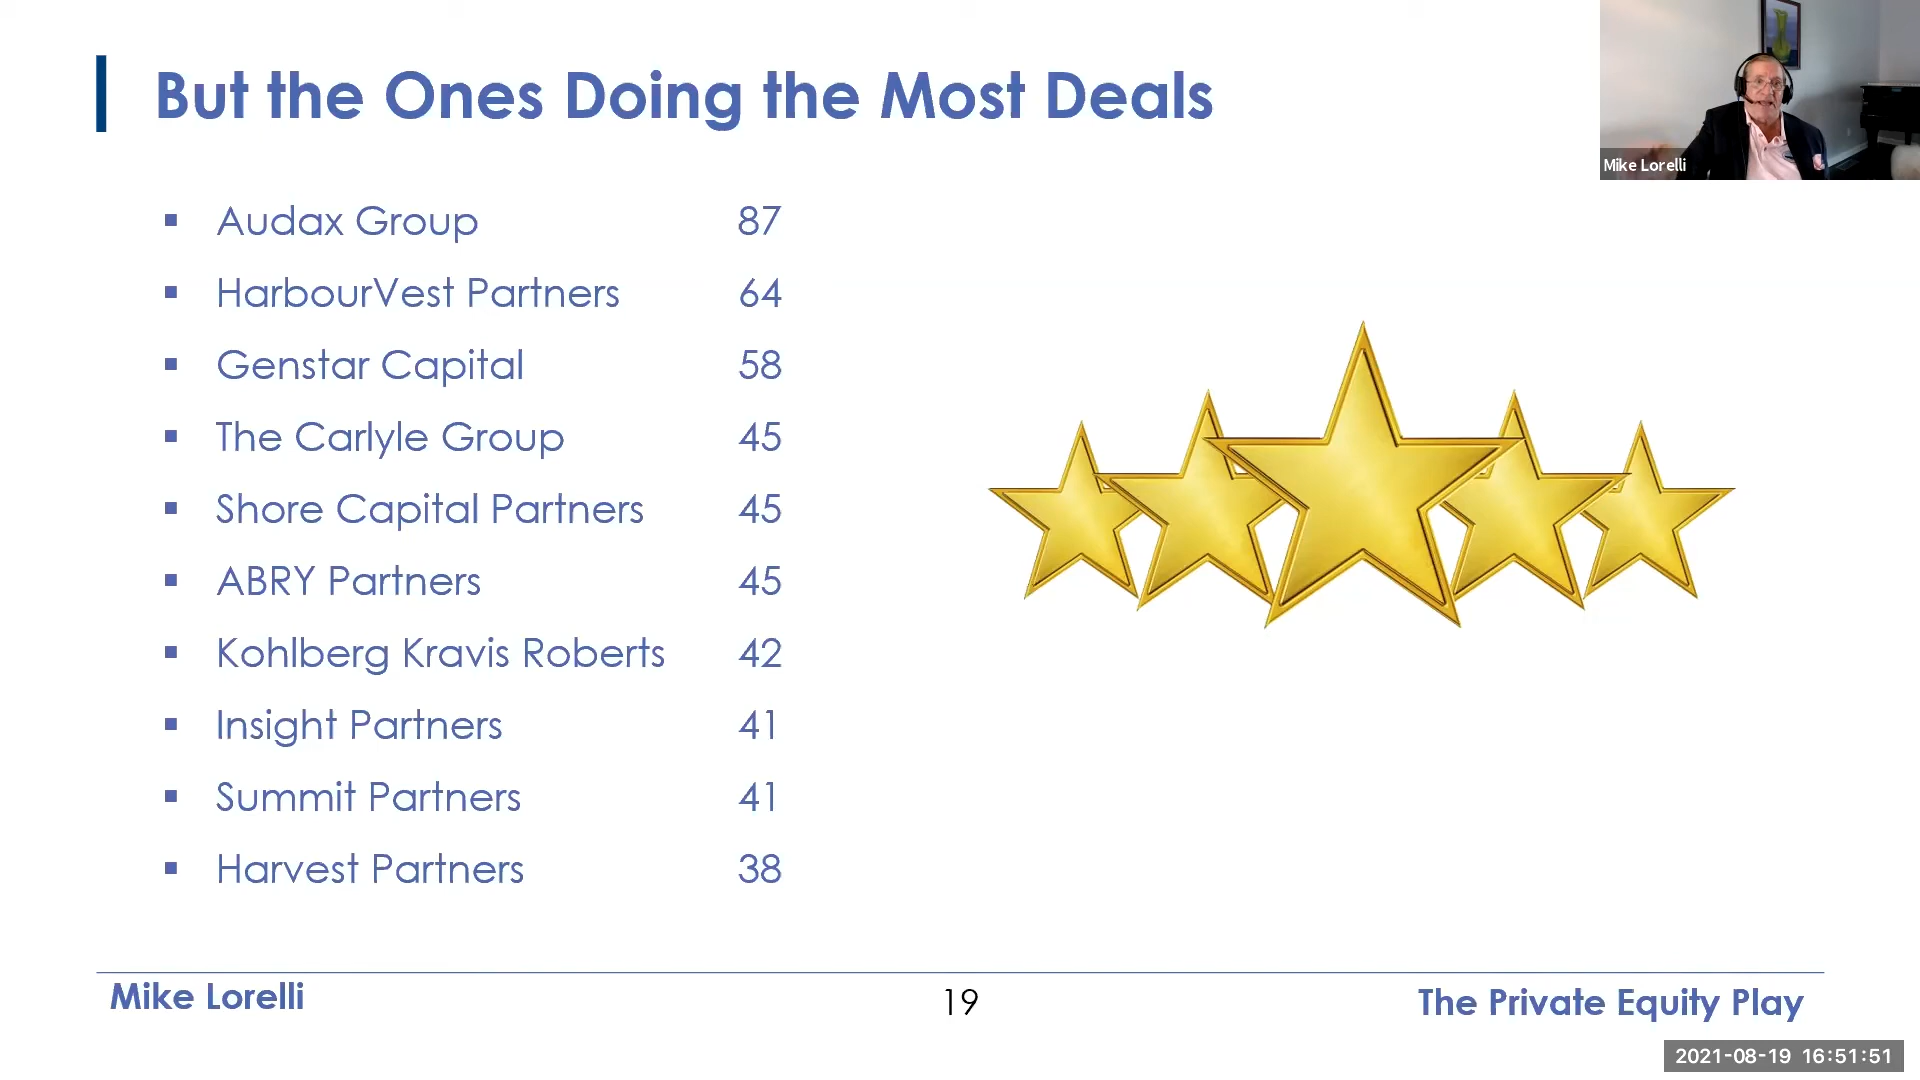 But the Ones Doing the Most Deals
Mike Lorelli
▪ Audax Group 87
▪ HarbourVest Partners 64
▪ Genstar Capital 58
▪ The Carlyle Group 45
▪ Shore Capital Partners 45
▪ ABRY Partners 45
▪ Kohlberg Kravis Roberts 42
▪ Insight Partners 41
▪ Summit Partners 41
▪ Harvest Partners 38
Mike Lorelli 19 The Private Equity Play
2021-08-19 16:51:51